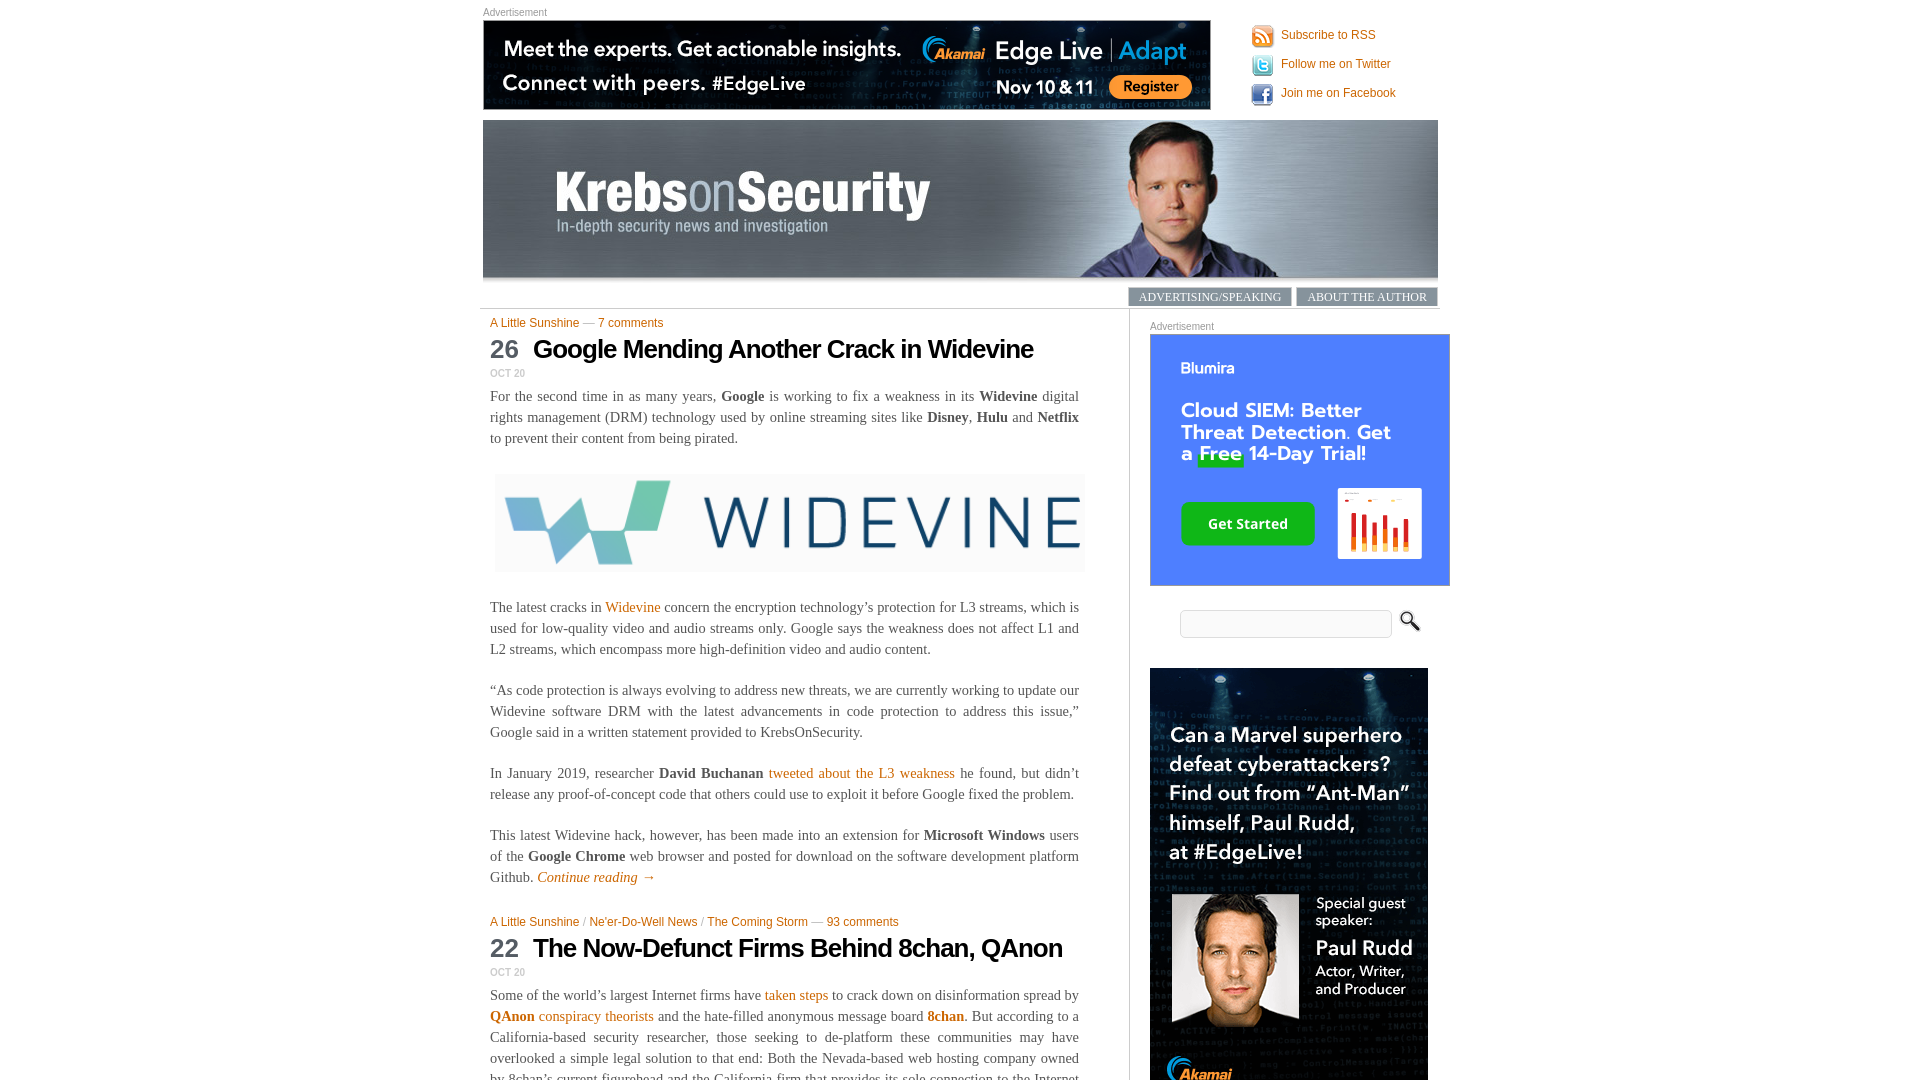 Advertisement
Meet the experts. Get actionable insights.
Connect with peers. #EdgeLive
Akamai Edge Live | Adapt
Nov 10 & 11 Register
Subscribe to RSS
Follow me on Twitter
Join me on Facebook
KrebsonSecurity
In-depth security news and investigation
ADVERTISING/SPEAKING ABOUT THE AUTHOR
A Little Sunshine — 7 comments
26 Google Mending Another Crack in Widevine
OCT 20
For the second time in as many years, Google is working to fix a weakness in its Widevine digital
rights management (DRM) technology used by online streaming sites like Disney, Hulu and Netflix
to prevent their content from being pirated.
WIDEVINE
The latest cracks in Widevine concern the encryption technology’s protection for L3 streams, which is
used for low-quality video and audio streams only. Google says the weakness does not affect L1 and
L2 streams, which encompass more high-definition video and audio content.
“As code protection is always evolving to address new threats, we are currently working to update our
Widevine software DRM with the latest advancements in code protection to address this issue,”
Google said in a written statement provided to KrebsOnSecurity.
In January 2019, researcher David Buchanan tweeted about the L3 weakness he found, but didn’t
release any proof-of-concept code that others could use to exploit it before Google fixed the problem.
This latest Widevine hack, however, has been made into an extension for Microsoft Windows users
of the Google Chrome web browser and posted for download on the software development platform
Github. Continue reading →
A Little Sunshine / Ne'er-Do-Well News / The Coming Storm — 93 comments
22 The Now-Defunct Firms Behind 8chan, QAnon
OCT 20
Some of the world’s largest Internet firms have taken steps to crack down on disinformation spread by
QAnon conspiracy theorists and the hate-filled anonymous message board 8chan. But according to a
California-based security researcher, those seeking to de-platform these communities may have
overlooked a simple legal solution to that end: Both the Nevada-based web hosting company owned
by 8chan’s current figurehead and the California firm that provides its sole connection to the Internet
Advertisement
Blumira
Cloud SIEM: Better
Threat Detection. Get
a Free 14-Day Trial!
Get Started
Can a Marvel superhero
defeat cyberattackers?
Find out from “Ant-Man”
himself, Paul Rudd,
at #EdgeLive!
Special guest
speaker:
Paul Rudd
Actor, Writer,
and Producer
Akamai